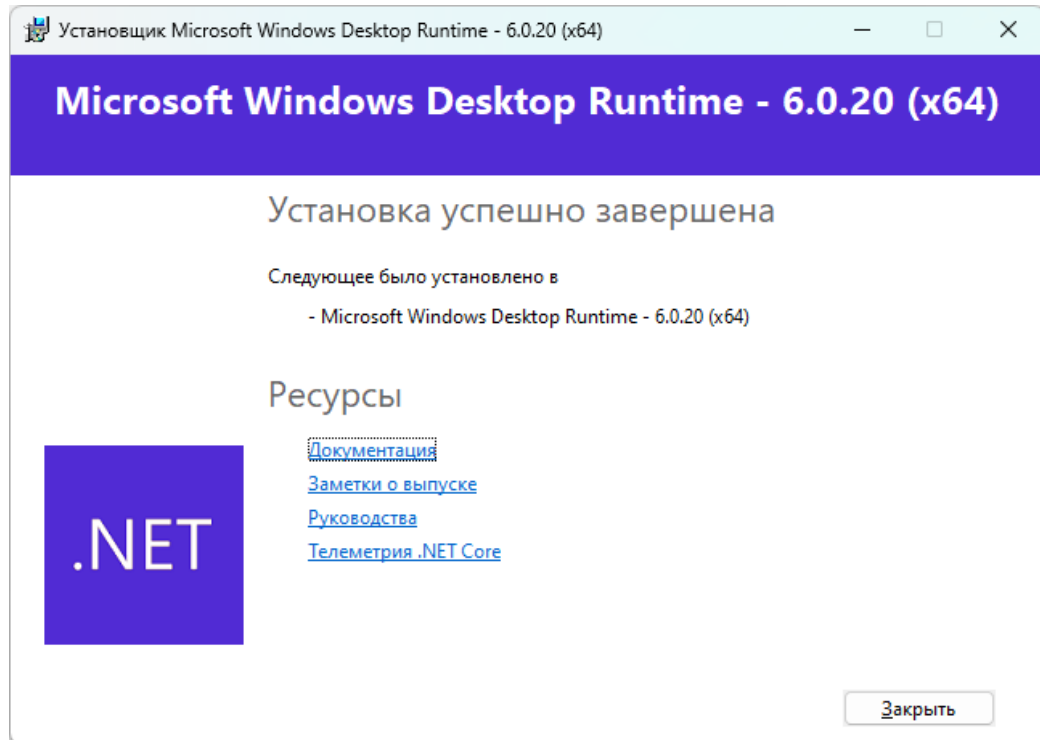 Установщик Microsoft Windows Desktop Runtime - 6.0.20 (x64)
Microsoft Windows Desktop Runtime - 6.0.20 (x64)
Установка успешно завершена
Следующее было установлено в
- Microsoft Windows Desktop Runtime - 6.0.20 (x64)
Ресурсы
Документация
Заметки о выпуске
Руководства
Телеметрия .NET Core
.NET
Закрыть